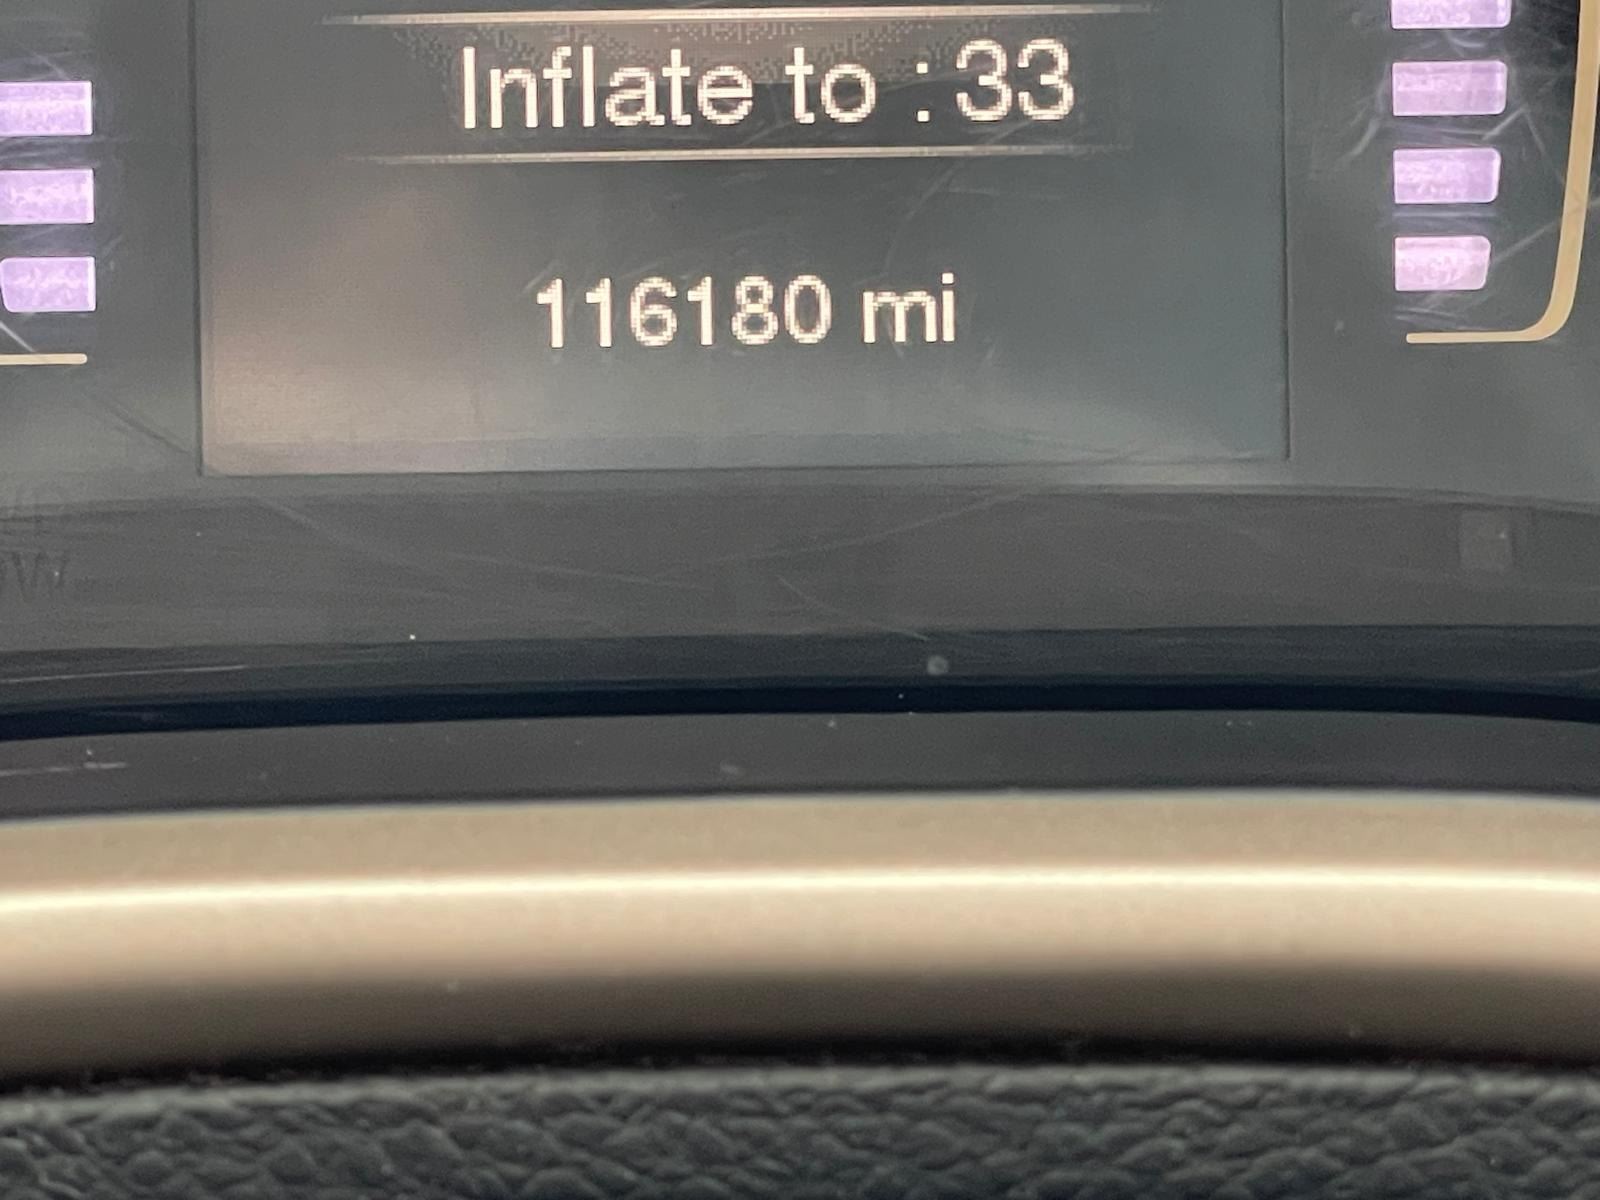 Inflate to : 33
116180 mi